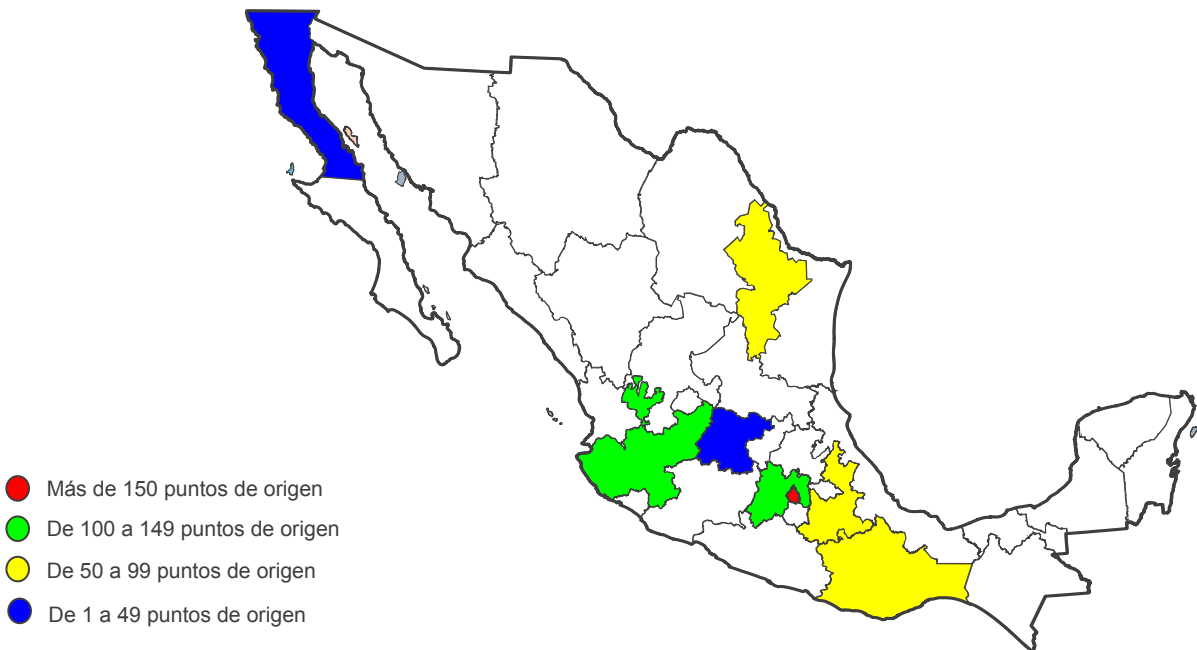 Más de 150 puntos de origen
De 100 a 149 puntos de origen
De 50 a 99 puntos de origen
De 1 a 49 puntos de origen